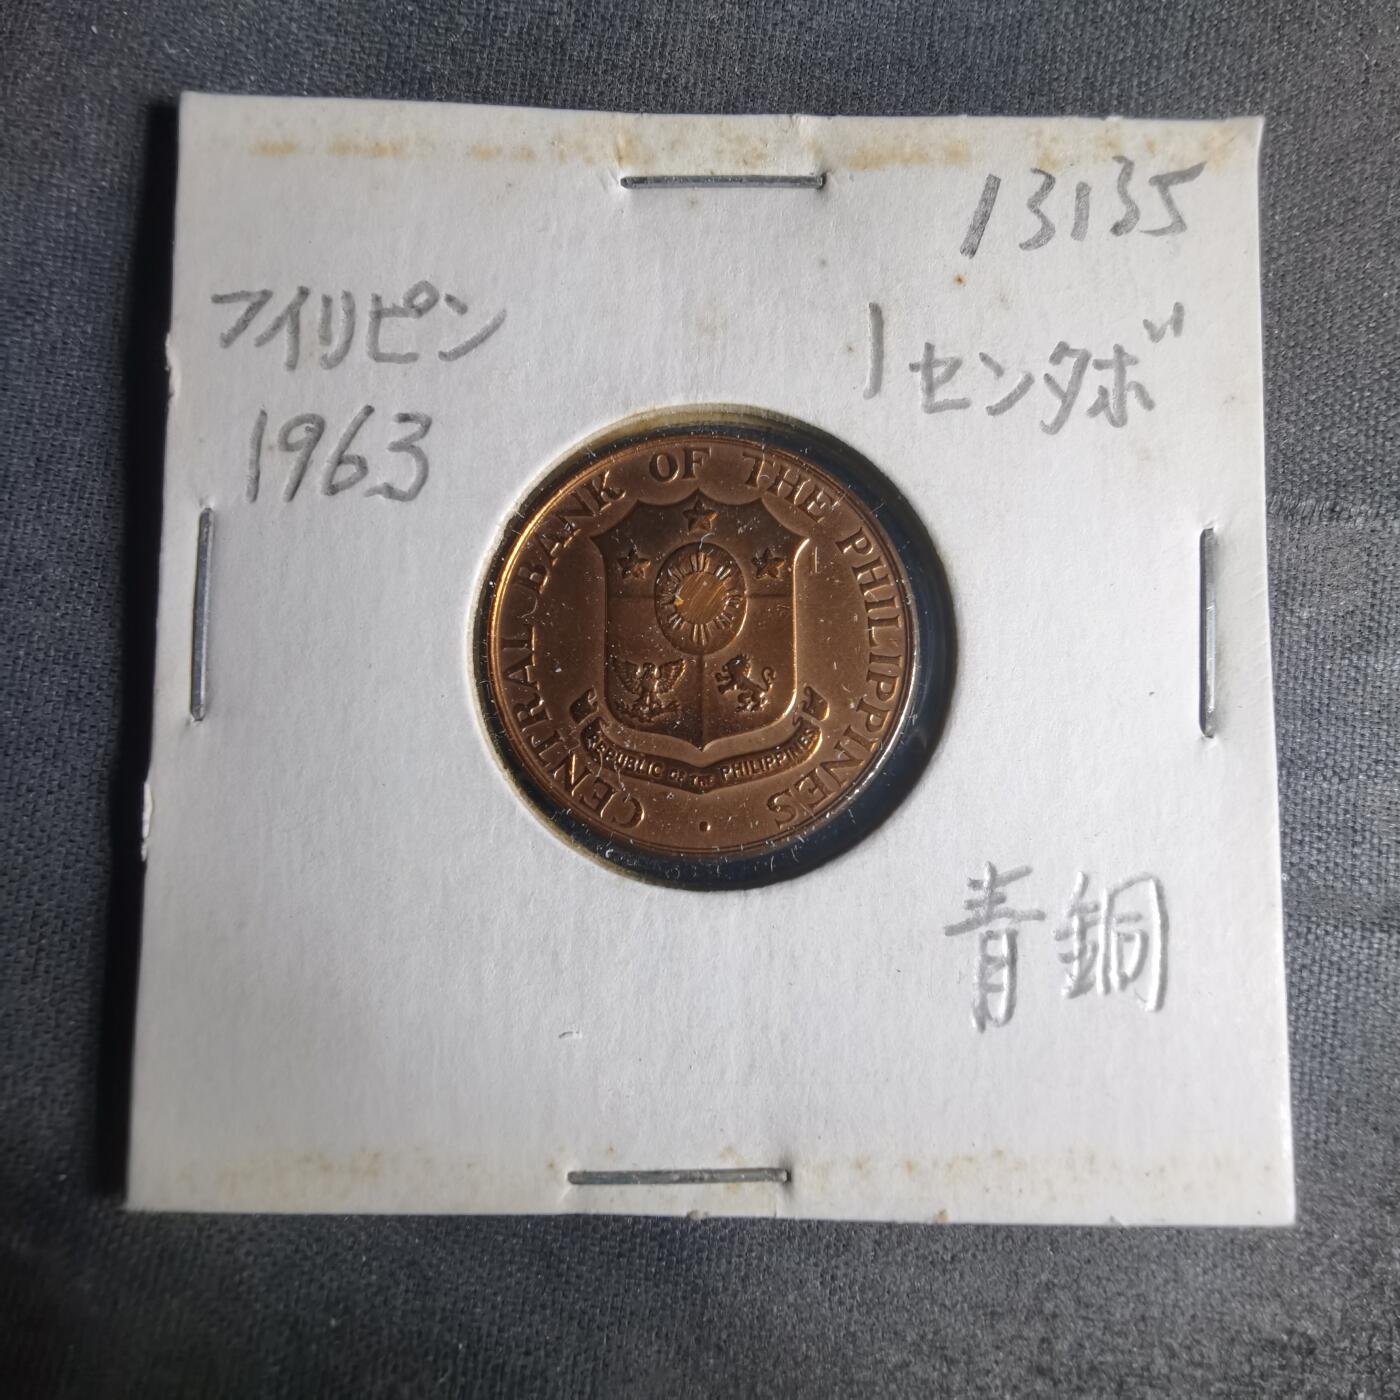 13135
フィリピン
1センタボ
1963
CENTRAL BANK OF THE PHILIPPINES
REPUBLIC OF THE PHILIPPINES
青銅